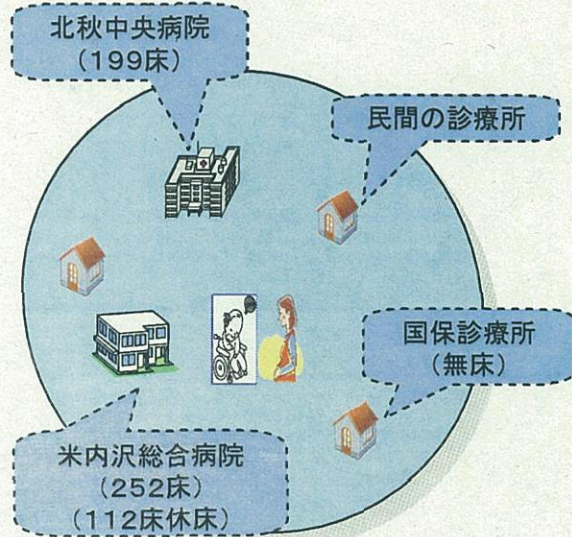 北秋中央病院
(199床)
民間の診療所
国保診療所
(無床)
米内沢総合病院
(252床)
(112床休床)